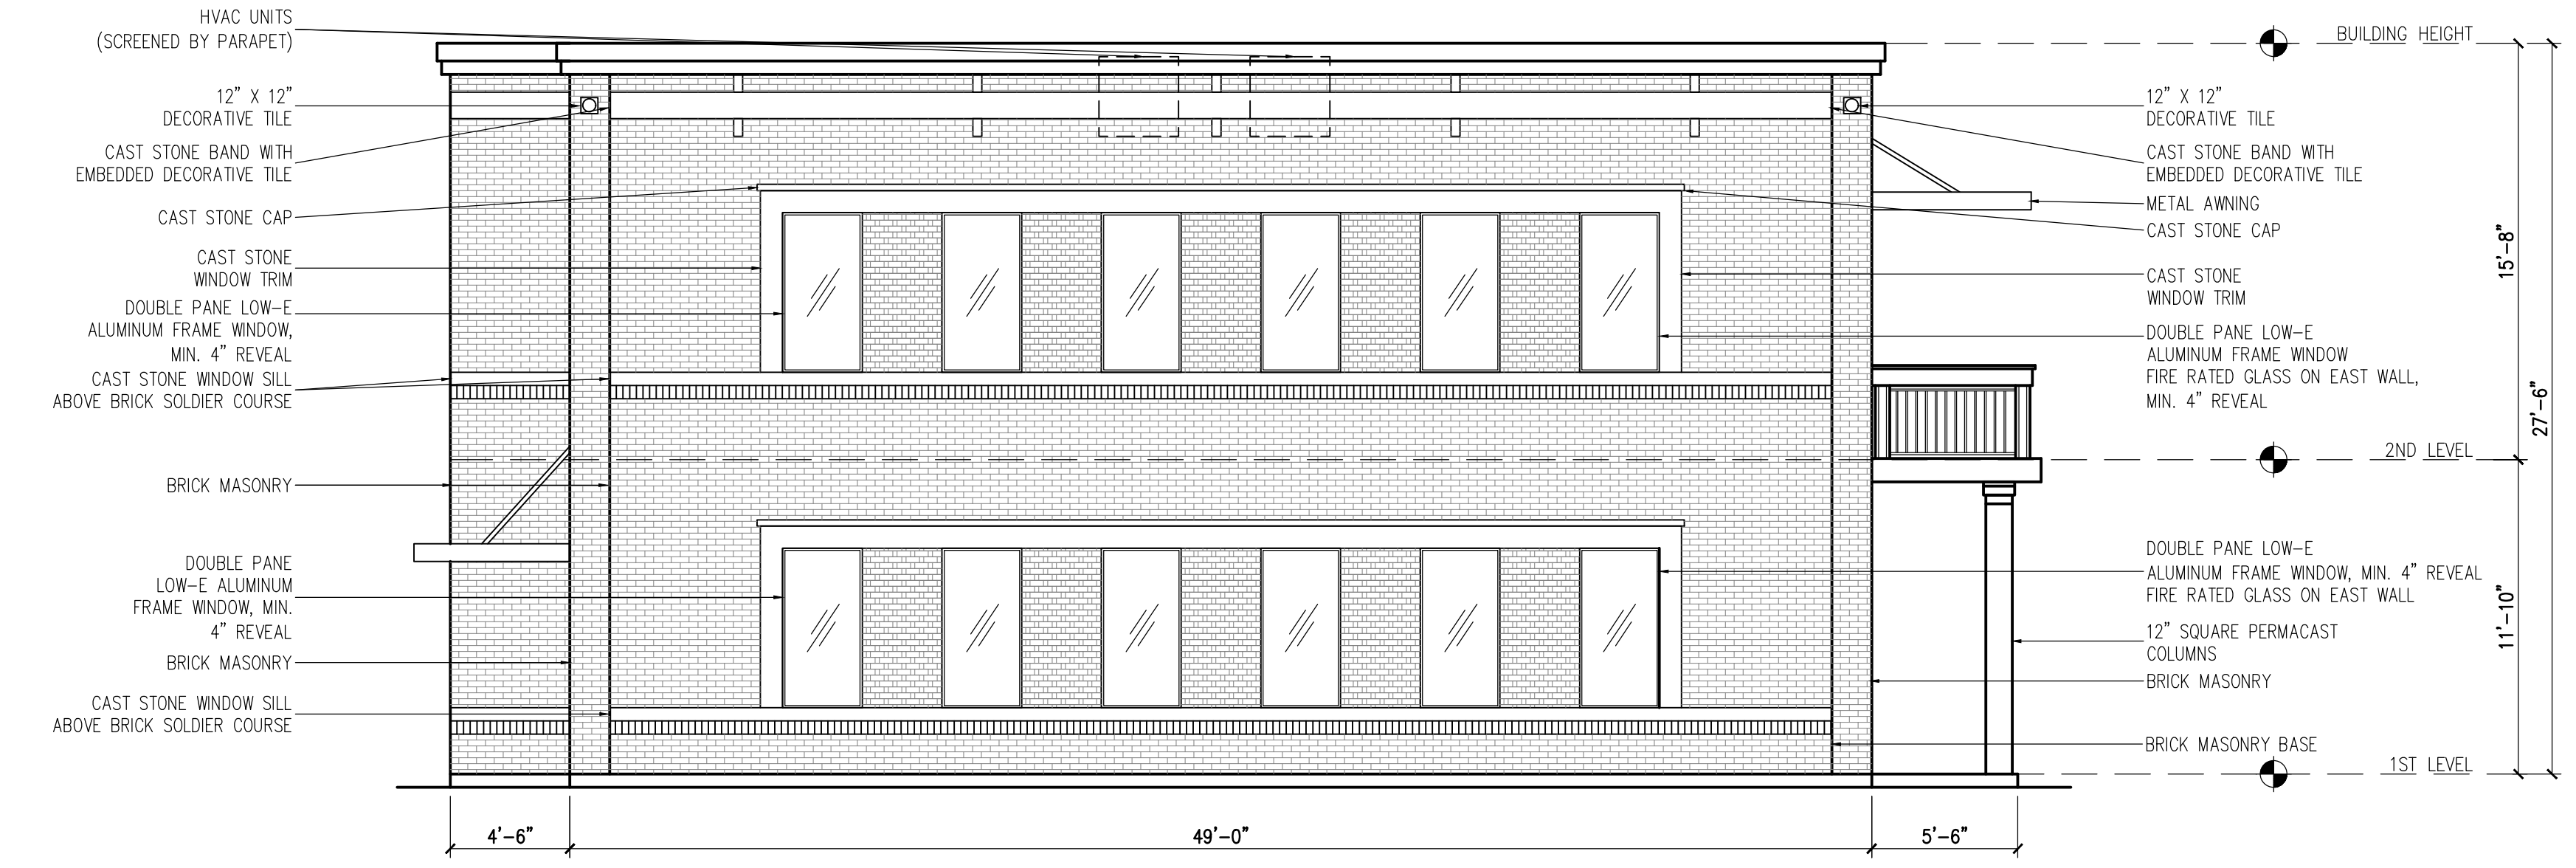 HVAC UNITS
(SCREENED BY PARAPET)
12" X 12"
DECORATIVE TILE
CAST STONE BAND WITH
EMBEDDED DECORATIVE TILE
CAST STONE CAP
CAST STONE
WINDOW TRIM
DOUBLE PANE LOW-E
ALUMINUM FRAME WINDOW,
MIN. 4" REVEAL
CAST STONE WINDOW SILL
ABOVE BRICK SOLDIER COURSE
BRICK MASONRY
DOUBLE PANE
LOW-E ALUMINUM
FRAME WINDOW, MIN.
4" REVEAL
BRICK MASONRY
CAST STONE WINDOW SILL
ABOVE BRICK SOLDIER COURSE
12" X 12"
DECORATIVE TILE
CAST STONE BAND WITH
EMBEDDED DECORATIVE TILE
METAL AWNING
CAST STONE CAP
CAST STONE
WINDOW TRIM
DOUBLE PANE LOW-E
ALUMINUM FRAME WINDOW
FIRE RATED GLASS ON EAST WALL,
MIN. 4" REVEAL
DOUBLE PANE LOW-E
ALUMINUM FRAME WINDOW, MIN. 4" REVEAL
FIRE RATED GLASS ON EAST WALL
12" SQUARE PERMACAST
COLUMNS
BRICK MASONRY
BRICK MASONRY BASE
BUILDING HEIGHT
2ND LEVEL
1ST LEVEL
15'-8"
27'-6"
11'-10"
4'-6"
49'-0"
5'-6"